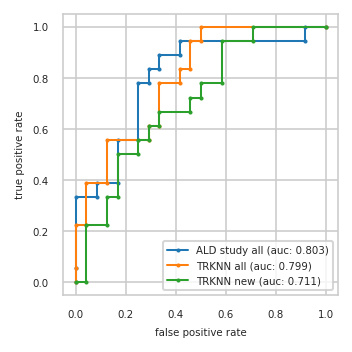 1.0
0.8
0.6
0.4
0.2
0.0
true positive rate
ALD study all (auc: 0.803)
TRKNN all (auc: 0.799)
TRKNN new (auc: 0.711)
0.0 0.2 0.4 0.6 0.8 1.0
false positive rate